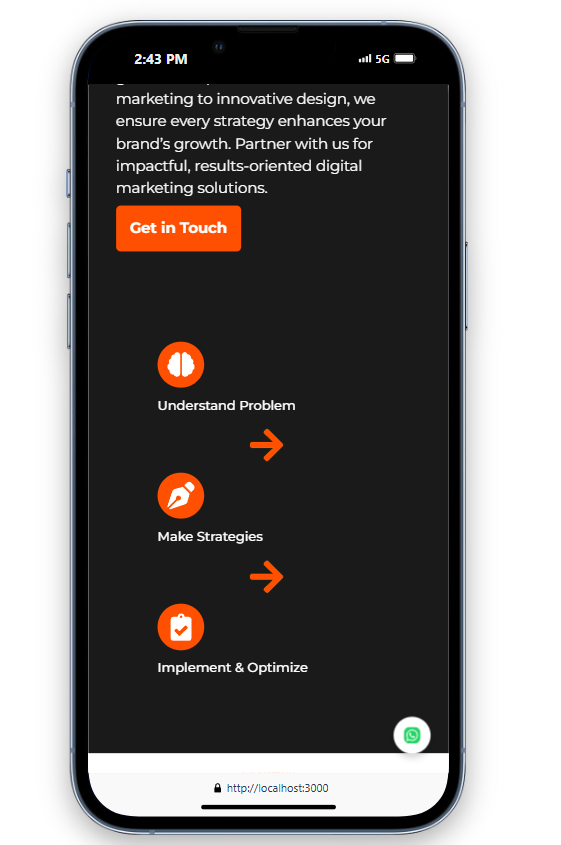 2:43 PM
5G
marketing to innovative design, we
ensure every strategy enhances your
brand’s growth. Partner with us for
impactful, results-oriented digital
marketing solutions.
Get in Touch
Understand Problem
Make Strategies
Implement & Optimize
http://localhost:3000